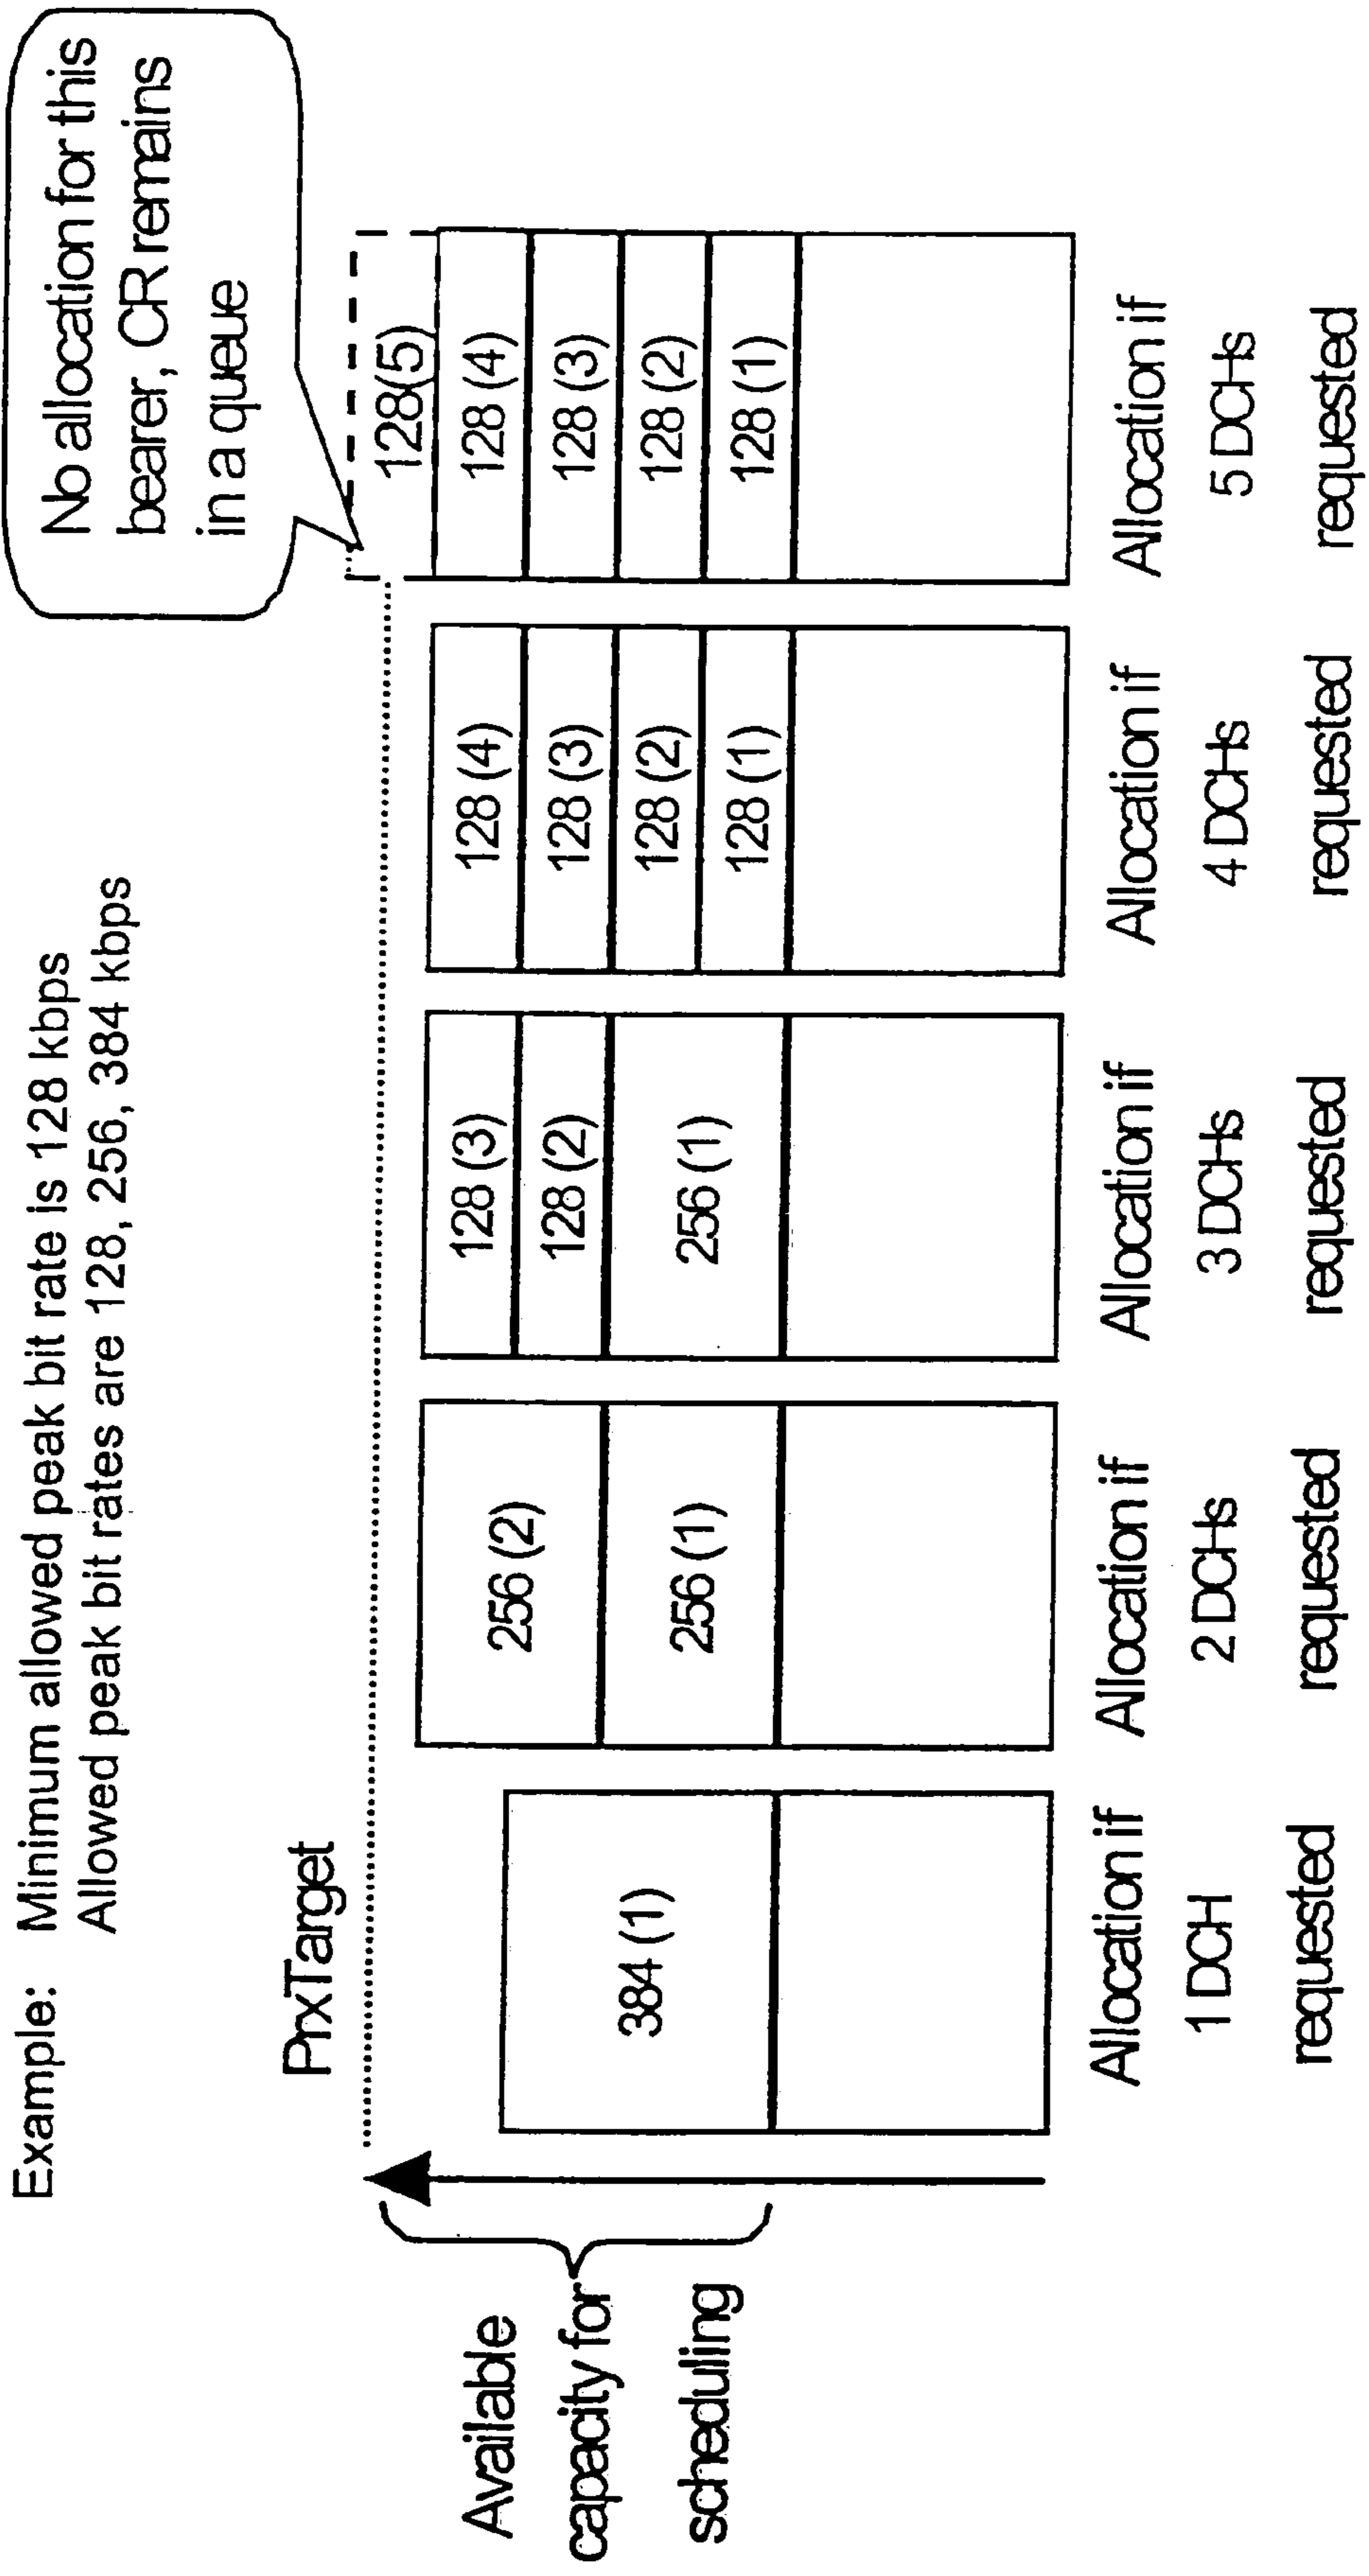 Example: Minimum allowed peak bit rate is 128 kbps
Allowed peak bit rates are 128, 256, 384 kbps
No allocation for this
bearer, CR remains
in a queue
PrxTarget
Available
capacity for
scheduling
384 (1)
256 (2)
256 (1)
128 (3)
128 (2)
256 (1)
128 (4)
128 (3)
128 (2)
128 (1)
128(5)
128 (4)
128 (3)
128 (2)
128 (1)
Allocation if
1 DCH
requested
Allocation if
2 DCHs
requested
Allocation if
3 DCHs
requested
Allocation if
4 DCHs
requested
Allocation if
5 DCHs
requested